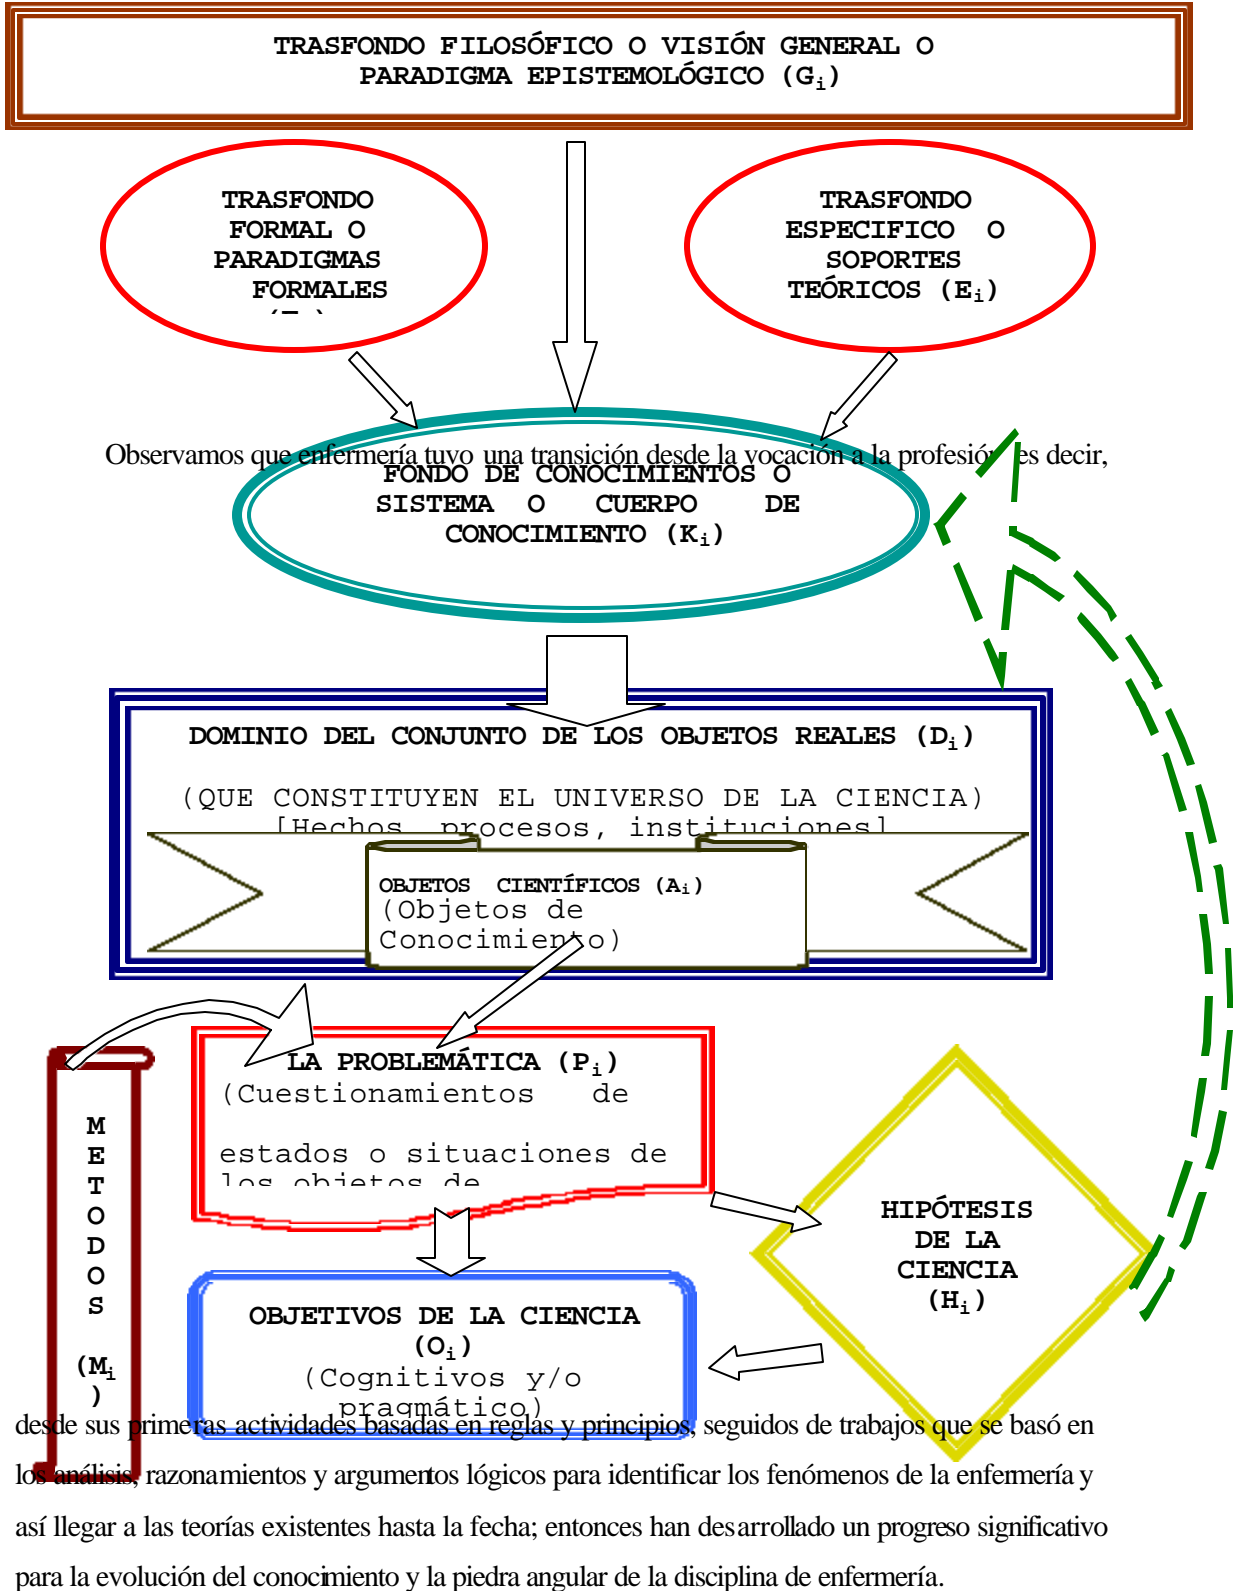 TRASFONDO FILOSÓFICO O VISIÓN GENERAL O
PARADIGMA EPISTEMOLÓGICO (Gi)
TRASFONDO
FORMAL O
PARADIGMAS
FORMALES
TRASFONDO
ESPECIFICO O
SOPORTES
TEÓRICOS (Ei)
Observamos que enfermería tuvo una transición desde la vocación a la profesión, es decir,
FONDO DE CONOCIMIENTOS O
SISTEMA O CUERPO DE
CONOCIMIENTO (Ki)
DOMINIO DEL CONJUNTO DE LOS OBJETOS REALES (Di)
(QUE CONSTITUYEN EL UNIVERSO DE LA CIENCIA)
[Hechos, procesos, instituciones]
OBJETOS CIENTÍFICOS (Ai)
(Objetos de
Conocimiento)
LA PROBLEMÁTICA (Pi)
(Cuestionamientos de
estados o situaciones de
los objetos de
METODOS
(Mi
)
HIPÓTESIS
DE LA
CIENCIA
(Hi)
OBJETIVOS DE LA CIENCIA
(Oi)
(Cognitivos y/o
pragmático)
desde sus primeras actividades basadas en reglas y principios, seguidos de trabajos que se basó en
los análisis, razonamientos y argumentos lógicos para identificar los fenómenos de la enfermería y
así llegar a las teorías existentes hasta la fecha; entonces han desarrollado un progreso significativo
para la evolución del conocimiento y la piedra angular de la disciplina de enfermería.